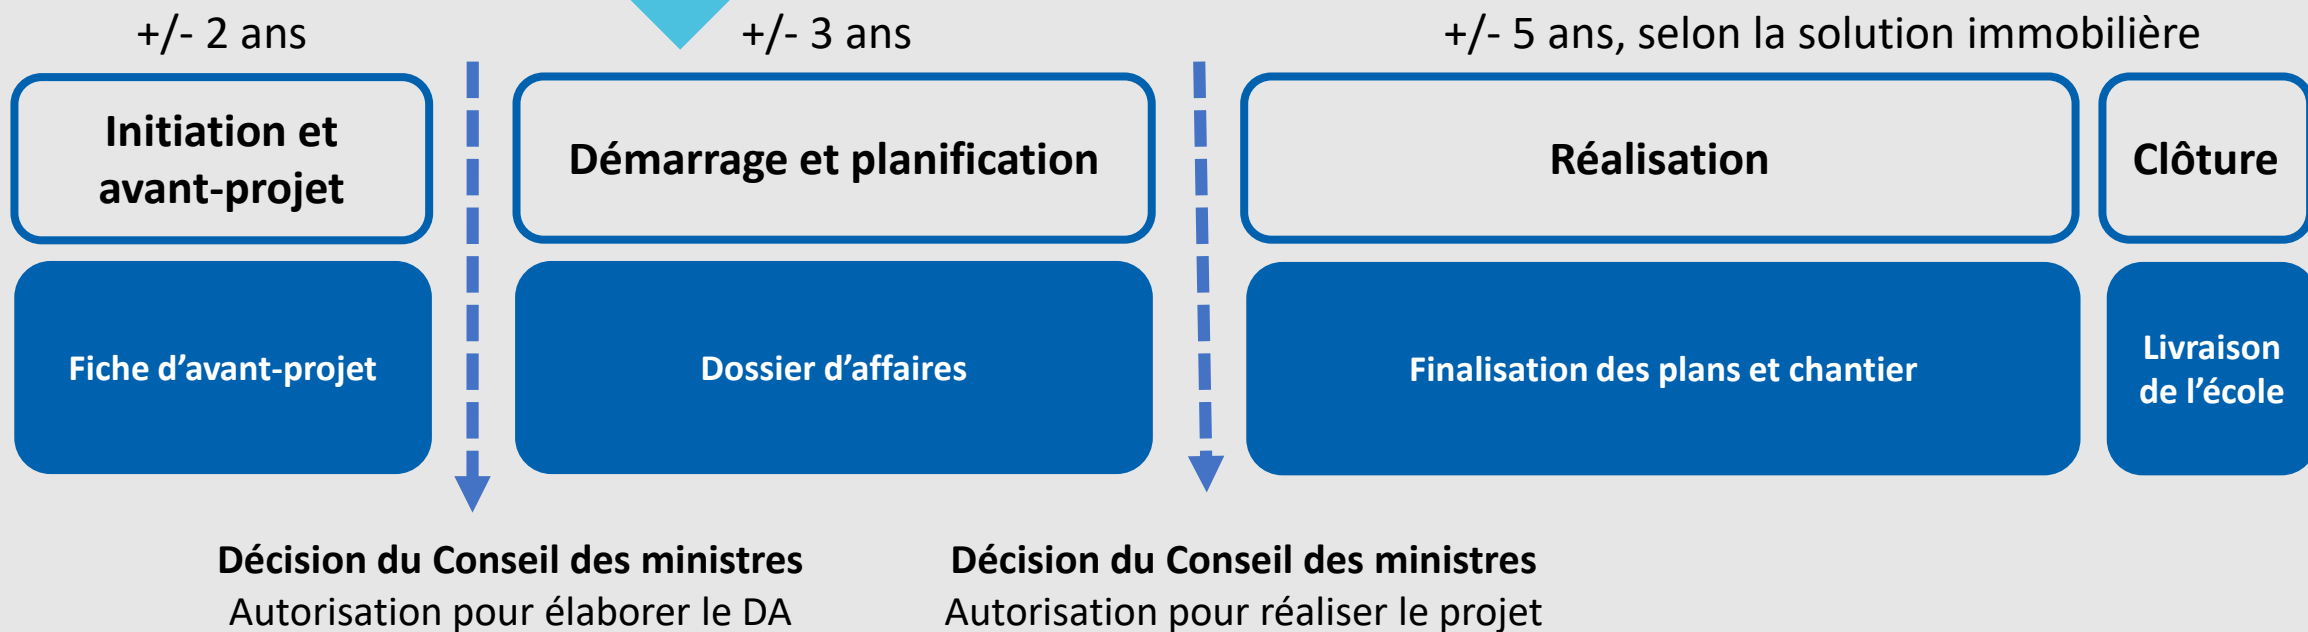 +/- 2 ans
+/- 3 ans
+/- 5 ans, selon la solution immobilière
Initiation et
avant-projet
Démarrage et planification
Réalisation
Clôture
Fiche d’avant-projet
Dossier d’affaires
Finalisation des plans et chantier
Livraison
de l’école
Décision du Conseil des ministres
Autorisation pour élaborer le DA
Décision du Conseil des ministres
Autorisation pour réaliser le projet